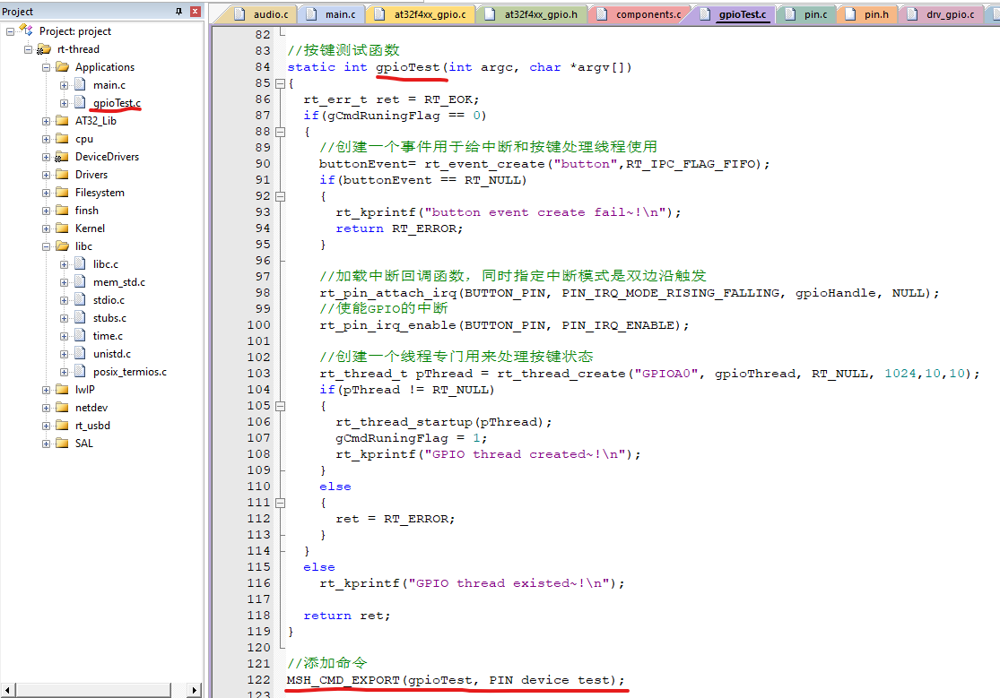 Project
Project: project
rt-thread
Applications
main.c
gpioTest.c
AT32_Lib
cpu
DeviceDrivers
Drivers
Filesystem
finsh
Kernel
libc
libc.c
mem_std.c
stdio.c
stubs.c
time.c
unistd.c
posix_termios.c
lwIP
netdev
rt_usbd
SAL
audio.c main.c at32f4xx_gpio.c at32f4xx_gpio.h components.c gpioTest.c pin.c pin.h drv_gpio.c
82
83 //按键测试函数
84 static int gpioTest(int argc, char *argv[])
85 {
86 rt_err_t ret = RT_EOK;
87 if(gCmdRuningFlag == 0)
88 {
89 //创建一个事件用于给中断和按键处理线程使用
90 buttonEvent= rt_event_create("button",RT_IPC_FLAG_FIFO);
91 if(buttonEvent == RT_NULL)
92 {
93 rt_kprintf("button event create fail~!\n");
94 return RT_ERROR;
95 }
96
97 //加载中断回调函数，同时指定中断模式是双边沿触发
98 rt_pin_attach_irq(BUTTON_PIN, PIN_IRQ_MODE_RISING_FALLING, gpioHandle, NULL);
99 //使能GPIO的中断
100 rt_pin_irq_enable(BUTTON_PIN, PIN_IRQ_ENABLE);
101
102 //创建一个线程专门用来处理按键状态
103 rt_thread_t pThread = rt_thread_create("GPIOA0", gpioThread, RT_NULL, 1024,10,10);
104 if(pThread != RT_NULL)
105 {
106 rt_thread_startup(pThread);
107 gCmdRuningFlag = 1;
108 rt_kprintf("GPIO thread created~!\n");
109 }
110 else
111 {
112 ret = RT_ERROR;
113 }
114 }
115 else
116 rt_kprintf("GPIO thread existed~!\n");
117
118 return ret;
119 }
120
121 //添加命令
122 MSH_CMD_EXPORT(gpioTest, PIN device test);
123